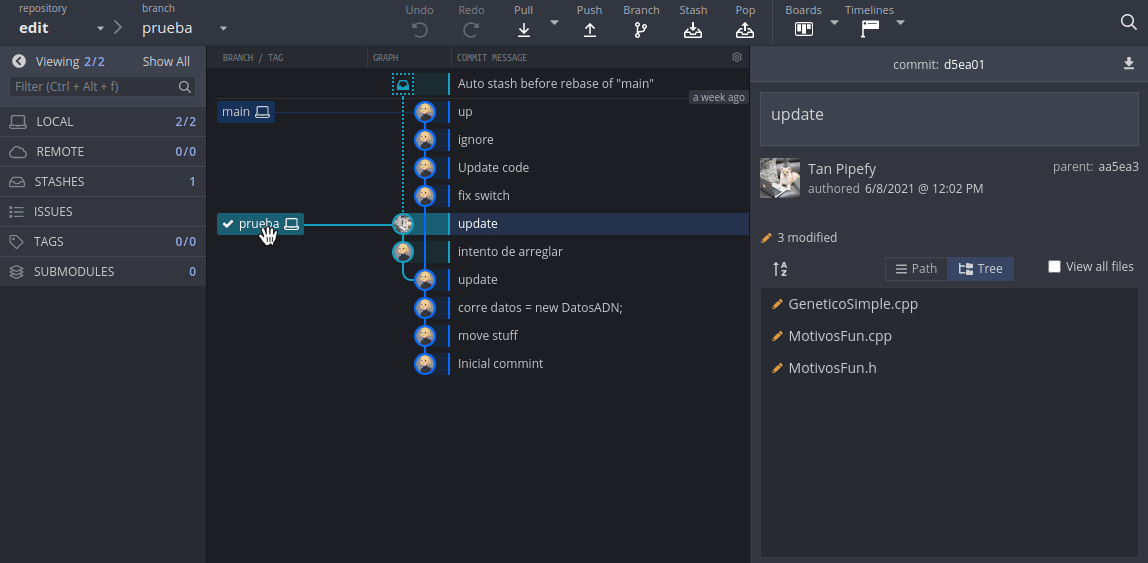 repository branch Undo Redo Pull Push Branch Stash Pop Boards Timelines
edit prueba
Viewing 2/2 Show All
Filter (Ctrl + Alt + f)
LOCAL 2/2
REMOTE 0/0
STASHES 1
ISSUES
TAGS 0/0
SUBMODULES 0
BRANCH / TAG GRAPH COMMIT MESSAGE
Auto stash before rebase of "main"
a week ago
main up
ignore
Update code
fix switch
prueba update
intento de arreglar
update
corre datos = new DatosADN;
move stuff
Inicial commint
commit: d5ea01
update
Tan Pipefy parent: aa5ea3
authored 6/8/2021 @ 12:02 PM
3 modified
A Z Path Tree View all files
GeneticoSimple.cpp
MotivosFun.cpp
MotivosFun.h